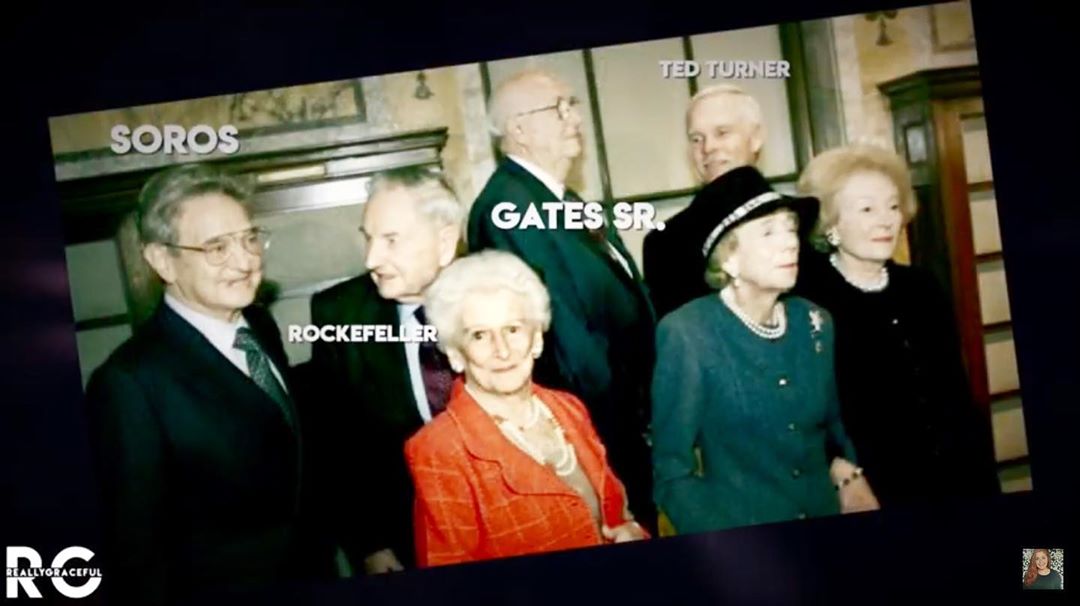 TED TURNER
SOROS
GATES SR.
ROCKEFELLER
RG
REALLYGRACEFUL